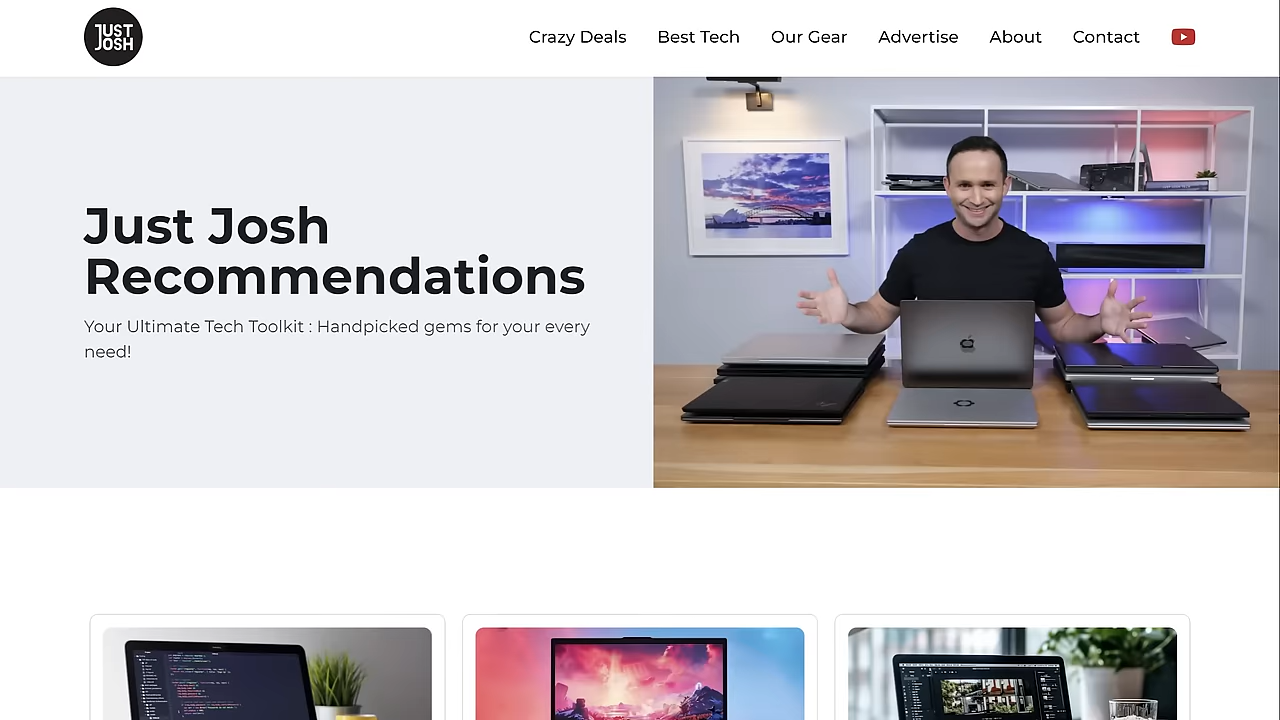 JUST
JOSH
Crazy Deals
Best Tech
Our Gear
Advertise
About
Contact
Just Josh
Recommendations
Your Ultimate Tech Toolkit : Handpicked gems for your every
need!